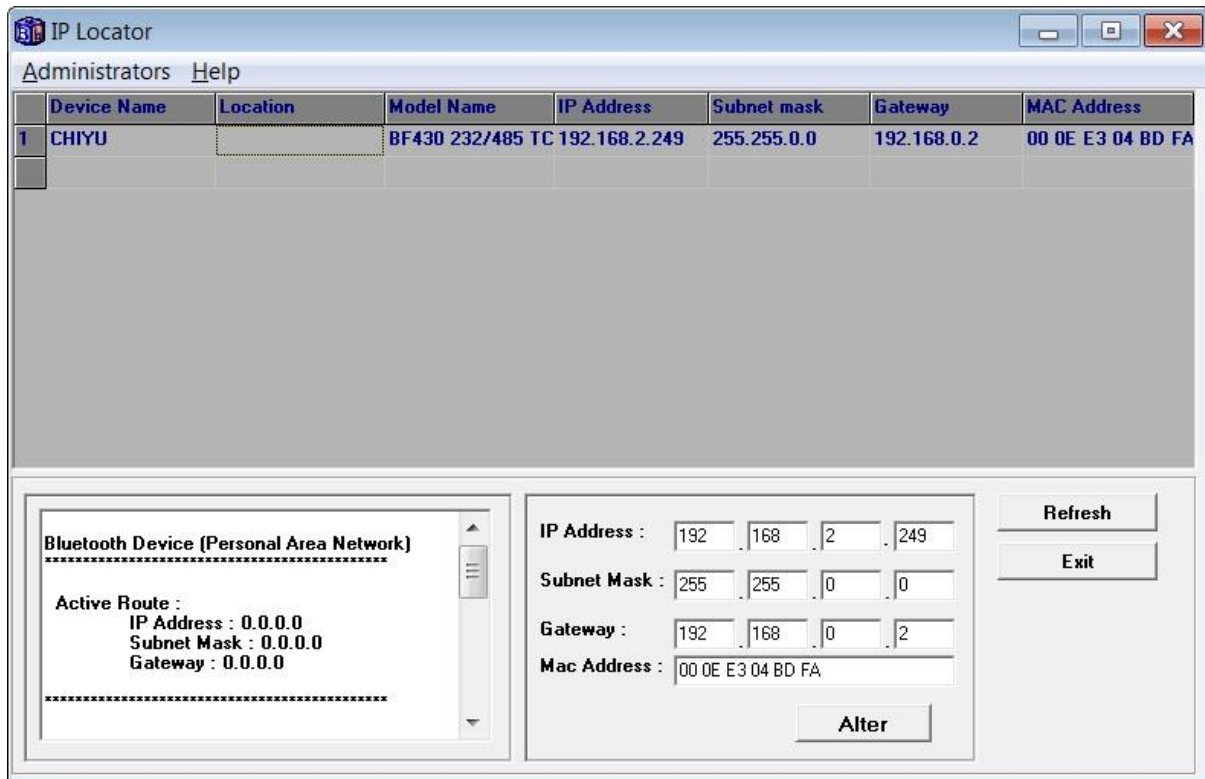 IP Locator
Administrators Help
Device Name Location Model Name IP Address Subnet mask Gateway MAC Address
1 CHIYU BF430 232/485 TC 192.168.2.249 255.255.0.0 192.168.0.2 00 0E E3 04 BD FA
Bluetooth Device (Personal Area Network)
*********************************************
Active Route :
IP Address : 0.0.0.0
Subnet Mask : 0.0.0.0
Gateway : 0.0.0.0
*********************************************
IP Address : 192 . 168 . 2 . 249
Subnet Mask : 255 . 255 . 0 . 0
Gateway : 192 . 168 . 0 . 2
Mac Address : 00 0E E3 04 BD FA
Alter
Refresh
Exit